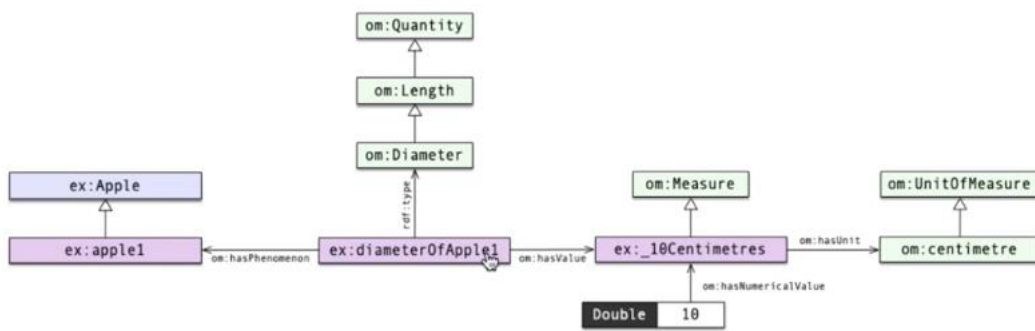 om:Quantity
om:Length
om:Diameter
rdf:type
ex:Apple
om:Measure
om:UnitOfMeasure
ex:apple1
om:hasPhenomenon
ex:diameterOfApple1
om:hasValue
ex:_10Centimetres
om:hasUnit
om:centimetre
om:hasNumericalValue
Double 10